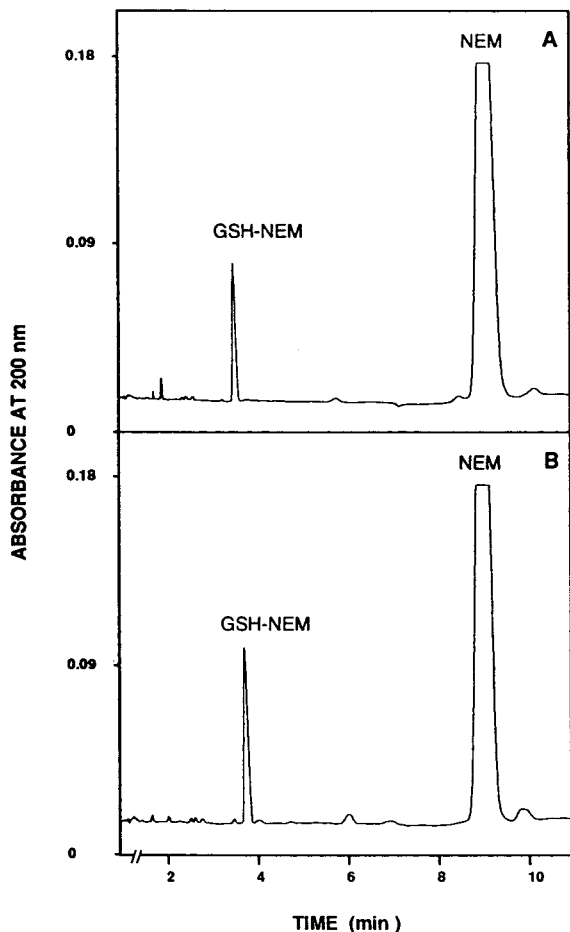 NEM
A
0.18
0.09
GSH-NEM
0
NEM
B
0.18
GSH-NEM
0.09
0
ABSORBANCE AT 200 nm
2 4 6 8 10
TIME (min )